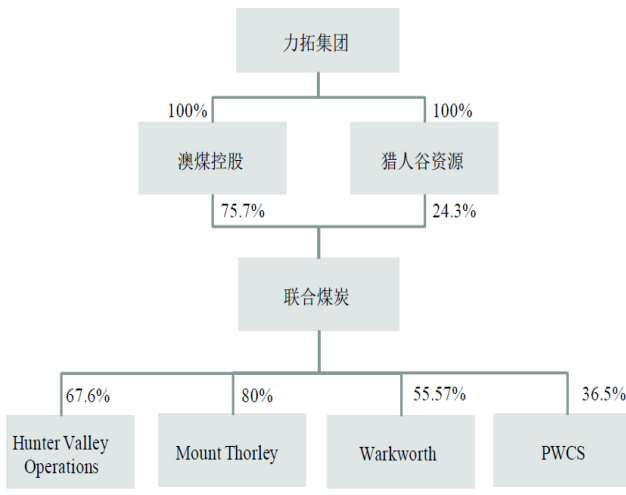 力拓集团
100%
100%
澳煤控股
猎人谷资源
75.7%
24.3%
联合煤炭
67.6%
80%
55.57%
36.5%
Hunter Valley
Operations
Mount Thorley
Warkworth
PWCS